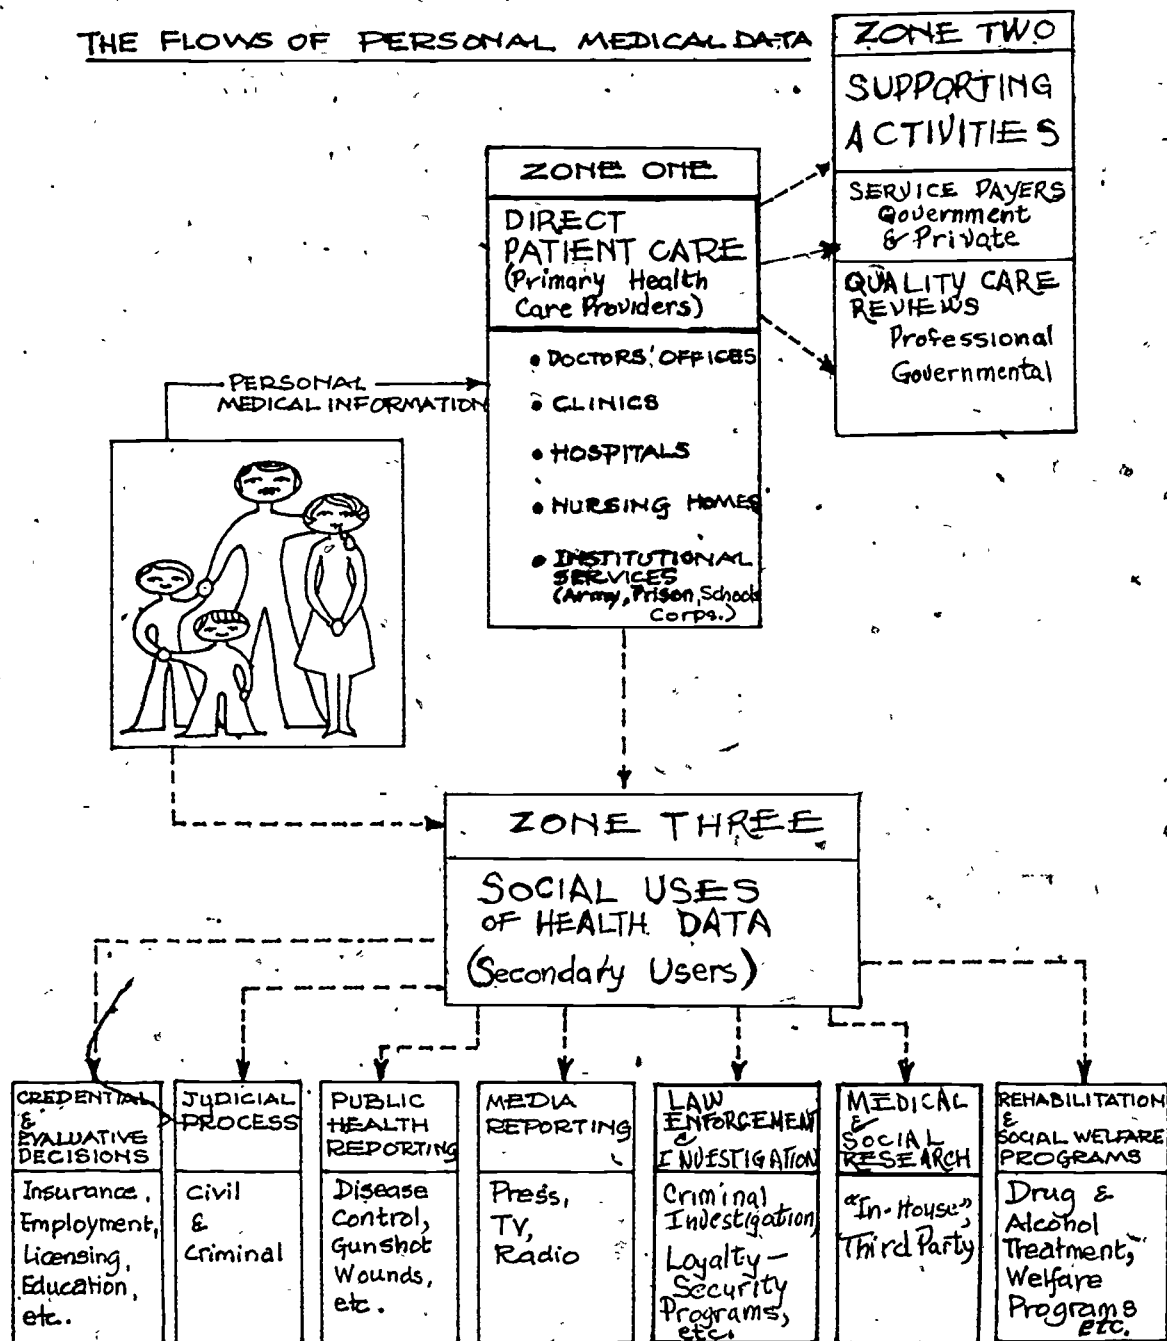 THE FLOWS OF PERSONAL MEDICAL DATA
ZONE TWO
SUPPORTING
ACTIVITIES
SERVICE PAYERS
Government
& Private
QUALITY CARE
REVIEWS
Professional
Governmental
ZONE ONE
DIRECT
PATIENT CARE
(Primary Health
Care Providers)
• DOCTORS' OFFICES
• CLINICS
• HOSPITALS
• NURSING HOMES
• INSTITUTIONAL
SERVICES
(Army, Prison, Schools
Corps.)
PERSONAL
MEDICAL INFORMATION
ZONE THREE
SOCIAL USES
OF HEALTH DATA
(Secondary Users)
CREDENTIAL
&
EVALUATIVE
DECISIONS
Insurance,
Employment,
Licensing,
Education,
etc.
JUDICIAL
PROCESS
Civil
&
Criminal
PUBLIC
HEALTH
REPORTING
Disease
Control,
Gunshot
Wounds,
etc.
MEDIA
REPORTING
Press,
TV,
Radio
LAW
ENFORCEMENT
&
INVESTIGATION
Criminal
Investigation,
Loyalty—
Security
Programs,
etc.
MEDICAL
&
SOCIAL
RESEARCH
"In-House",
Third Party
REHABILITATION
&
SOCIAL WELFARE
PROGRAMS
Drug &
Alcohol
Treatment,
Welfare
Programs
etc.